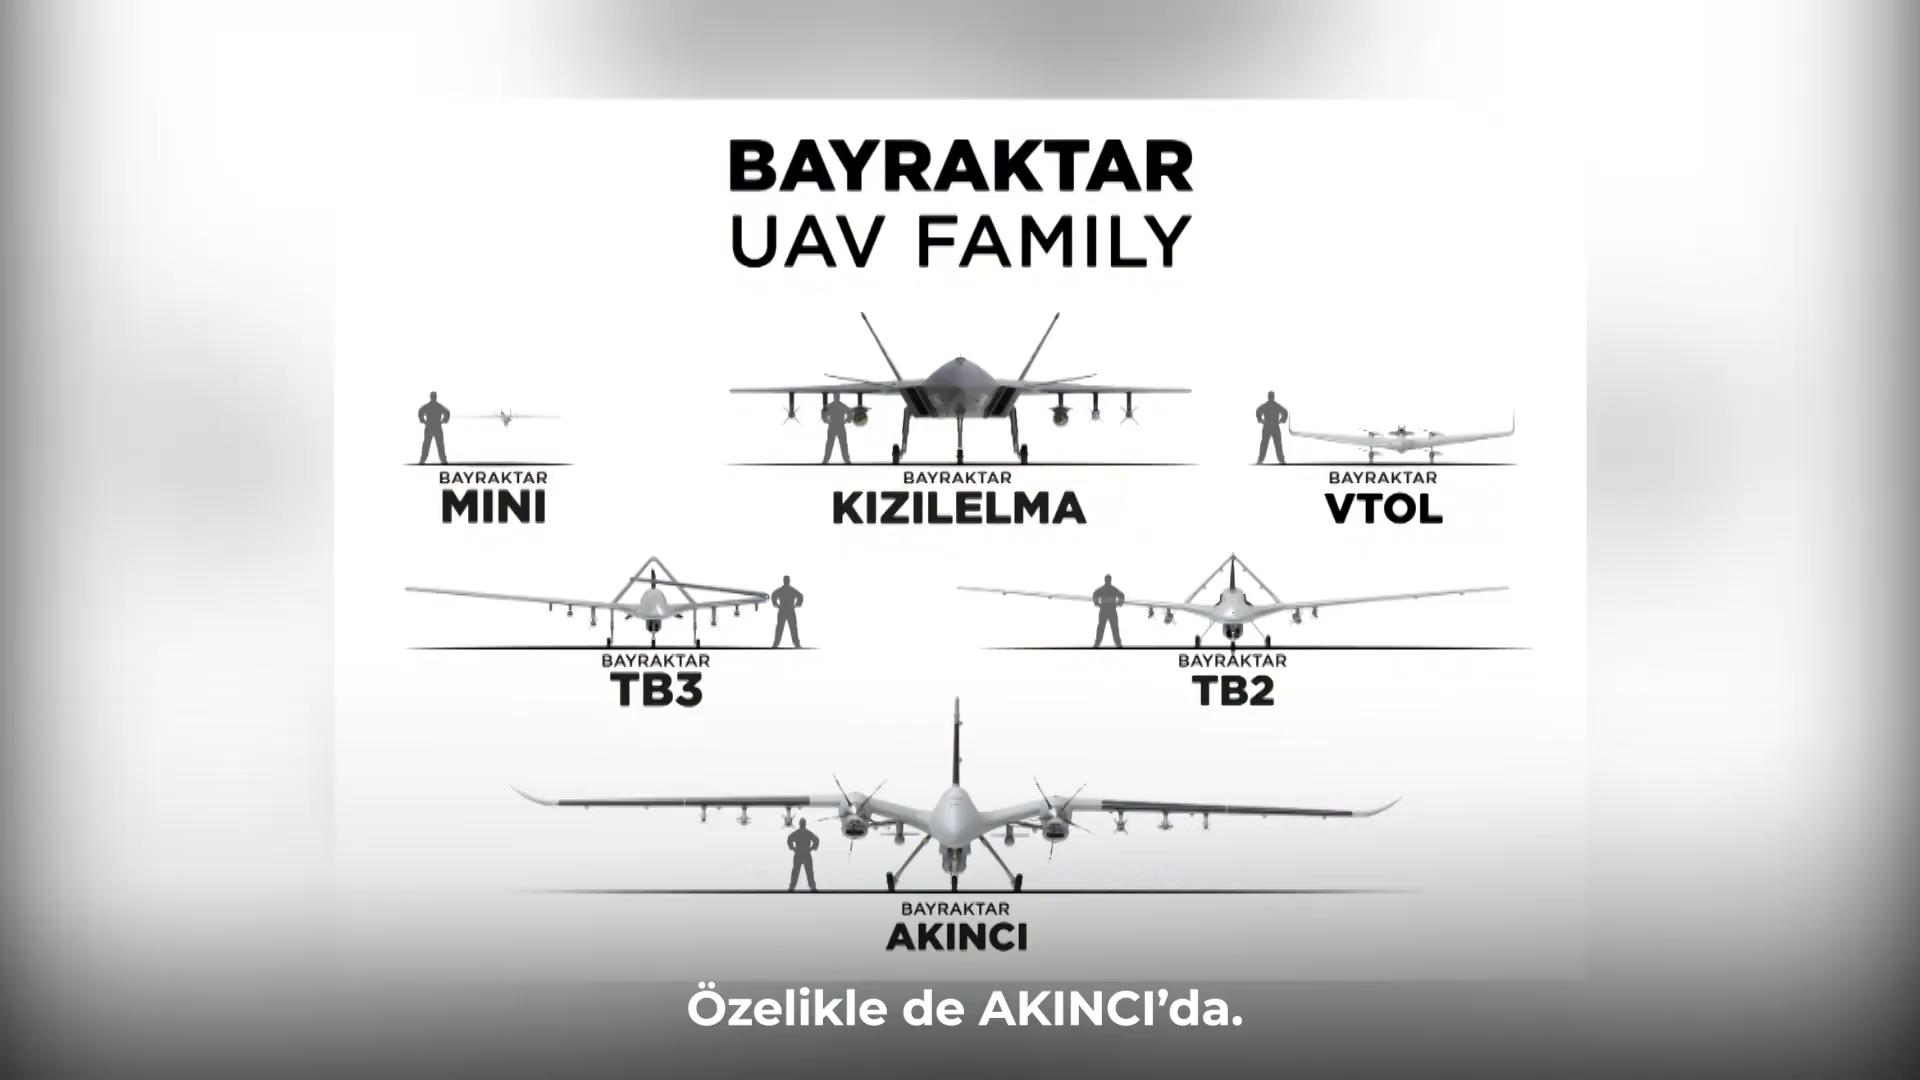 BAYRAKTAR
UAV FAMILY
BAYRAKTAR
MINI
BAYRAKTAR
KIZILELMA
BAYRAKTAR
VTOL
BAYRAKTAR
TB3
BAYRAKTAR
TB2
BAYRAKTAR
AKINCI
Özelikle de AKINCI’da.